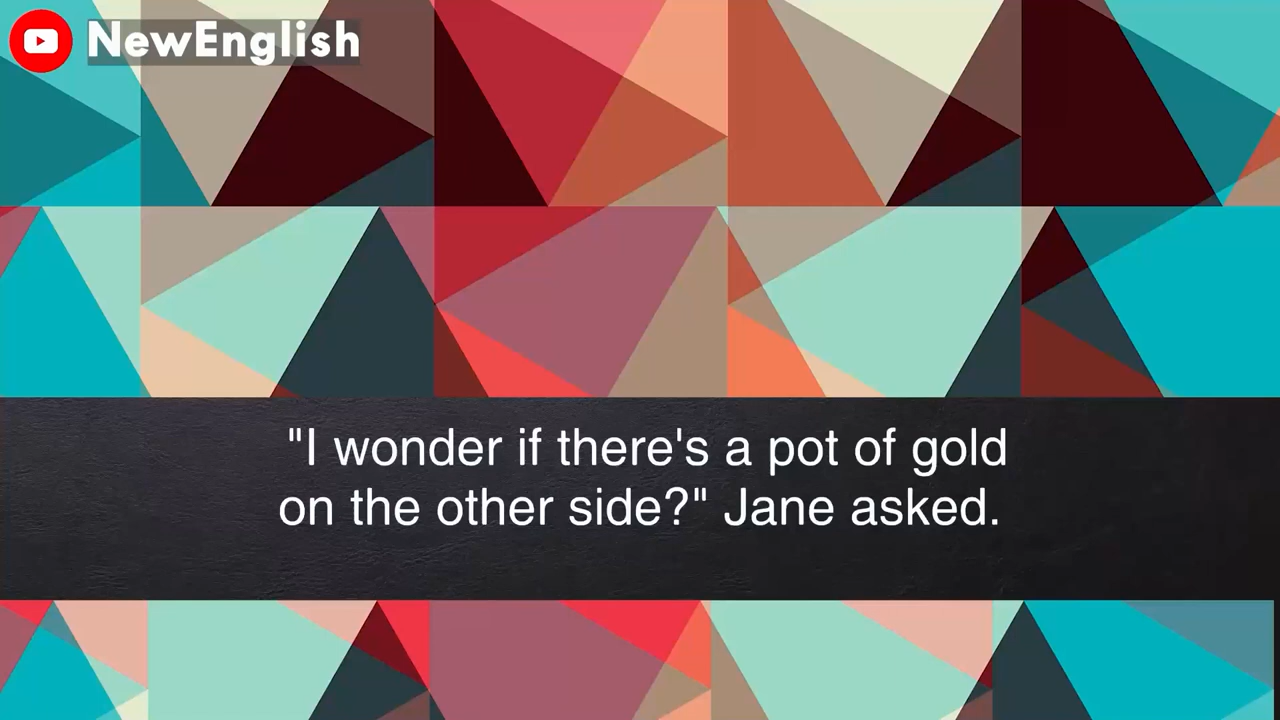 NewEnglish
"I wonder if there's a pot of gold
on the other side?" Jane asked.